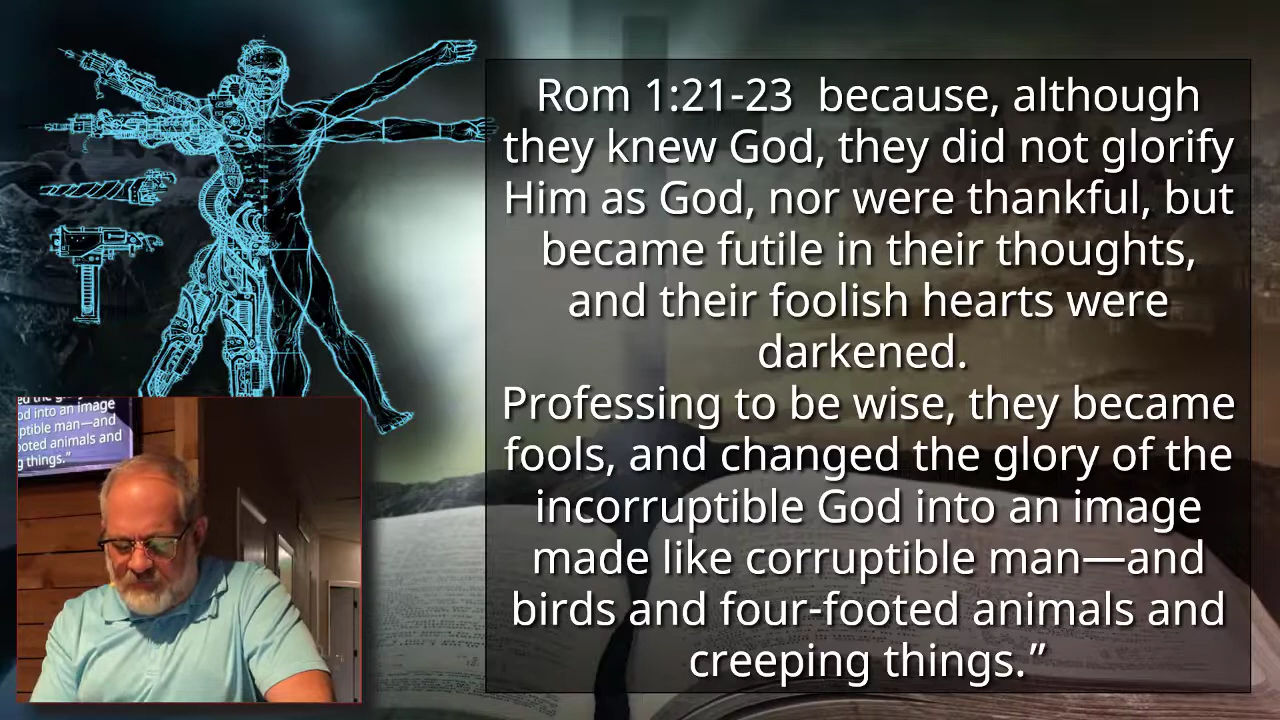 Rom 1:21-23  because, although
they knew God, they did not glorify
Him as God, nor were thankful, but
became futile in their thoughts,
and their foolish hearts were
darkened.
Professing to be wise, they became
fools, and changed the glory of the
incorruptible God into an image
made like corruptible man—and
birds and four-footed animals and
creeping things.”
od into an image
ptible man—and
ooted animals and
g things.”